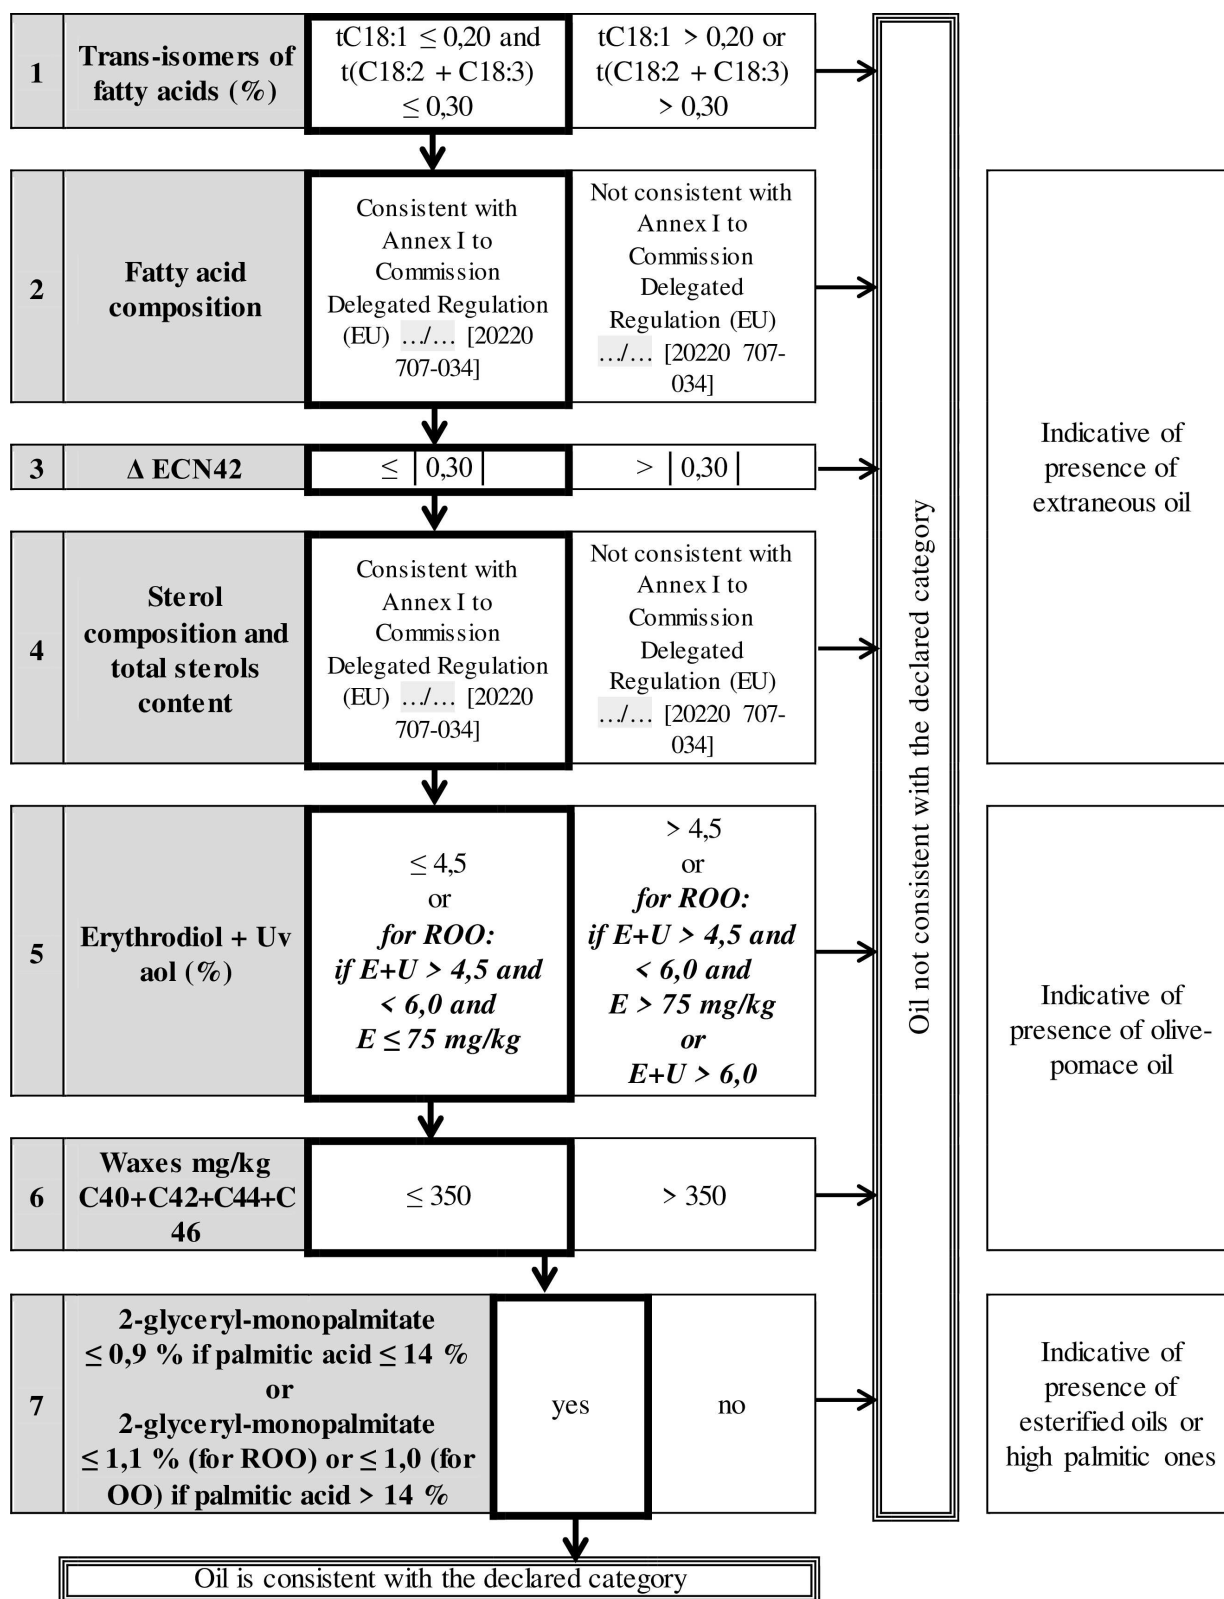 1
Trans-isomers of
fatty acids (%)
tC18:1 ≤ 0,20 and
t(C18:2 + C18:3)
≤ 0,30
tC18:1 > 0,20 or
t(C18:2 + C18:3)
> 0,30
2
Fatty acid
composition
Consistent with
Annex I to
Commission
Delegated Regulation
(EU) …/… [20220
707-034]
Not consistent with
Annex I to
Commission
Delegated
Regulation (EU)
…/… [20220 707-
034]
3
Δ ECN42
≤ | 0,30 |
> | 0,30 |
4
Sterol
composition and
total sterols
content
Consistent with
Annex I to
Commission
Delegated Regulation
(EU) …/… [20220
707-034]
Not consistent with
Annex I to
Commission
Delegated
Regulation (EU)
…/… [20220 707-
034]
5
Erythrodiol + Uv
aol (%)
≤ 4,5
or
for ROO:
if E+U > 4,5 and
< 6,0 and
E ≤ 75 mg/kg
> 4,5
or
for ROO:
if E+U > 4,5 and
< 6,0 and
E > 75 mg/kg
or
E+U > 6,0
6
Waxes mg/kg
C40+C42+C44+C
46
≤ 350
> 350
7
2-glyceryl-monopalmitate
≤ 0,9 % if palmitic acid ≤ 14 %
or
2-glyceryl-monopalmitate
≤ 1,1 % (for ROO) or ≤ 1,0 (for
OO) if palmitic acid > 14 %
yes
no
Oil not consistent with the declared category
Indicative of
presence of
extraneous oil
Indicative of
presence of olive-
pomace oil
Indicative of
presence of
esterified oils or
high palmitic ones
Oil is consistent with the declared category